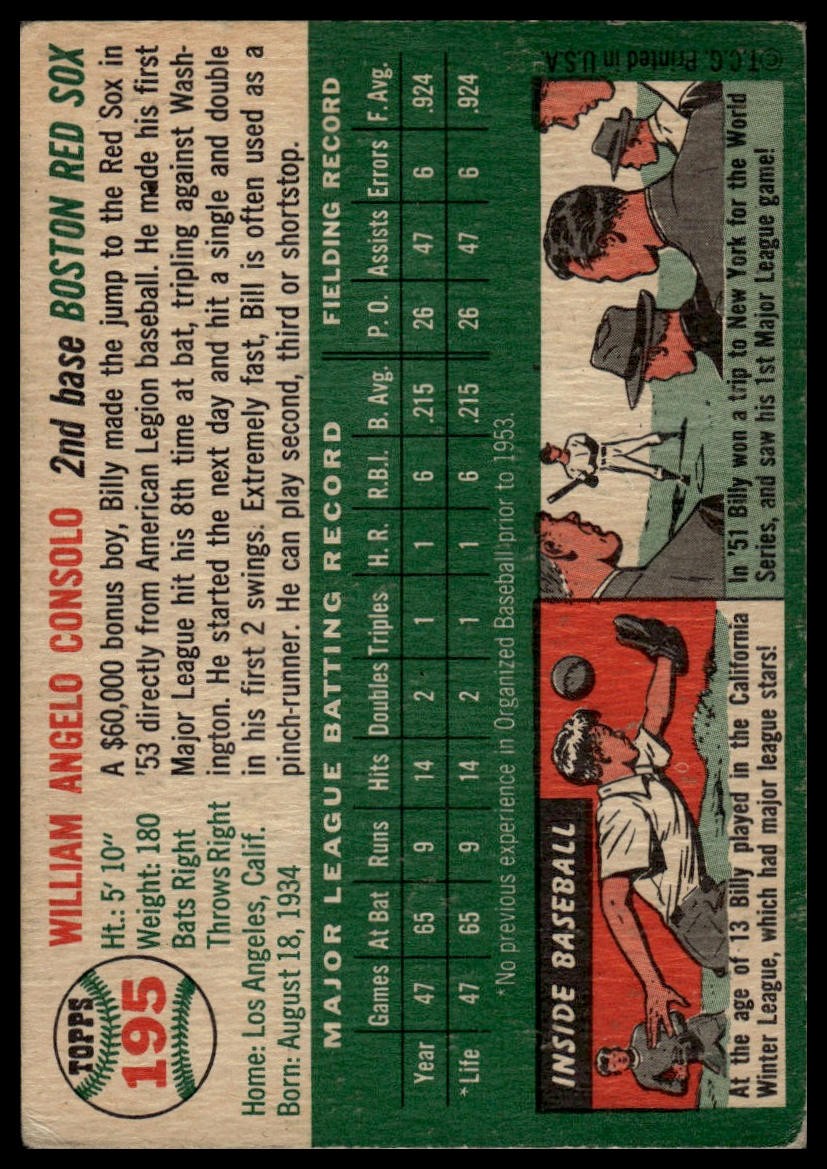 TOPPS
195
WILLIAM ANGELO CONSOLO 2nd base BOSTON RED SOX
Ht.: 5' 10"
Weight: 180
Bats Right
Throws Right
Home: Los Angeles, Calif.
Born: August 18, 1934
A $60,000 bonus boy, Billy made the jump to the Red Sox in
'53 directly from American Legion baseball. He made his first
Major League hit his 8th time at bat, tripling against Wash-
ington. He started the next day and hit a single and double
in his first 2 swings. Extremely fast, Bill is often used as a
pinch-runner. He can play second, third or shortstop.
MAJOR LEAGUE BATTING RECORD FIELDING RECORD
Games At Bat Runs Hits Doubles Triples H. R. R.B.I. B. Avg. P. O. Assists Errors F. Avg.
Year 47 65 9 14 2 1 1 6 .215 26 47 6 .924
*Life 47 65 9 14 2 1 1 6 .215 26 47 6 .924
*No previous experience in Organized Baseball prior to 1953.
INSIDE BASEBALL
At the age of 13 Billy played in the California
Winter League, which had major league stars!
In '51 Billy won a trip to New York for the World
Series, and saw his 1st Major League game!
©T.C.G. Printed in U.S.A.